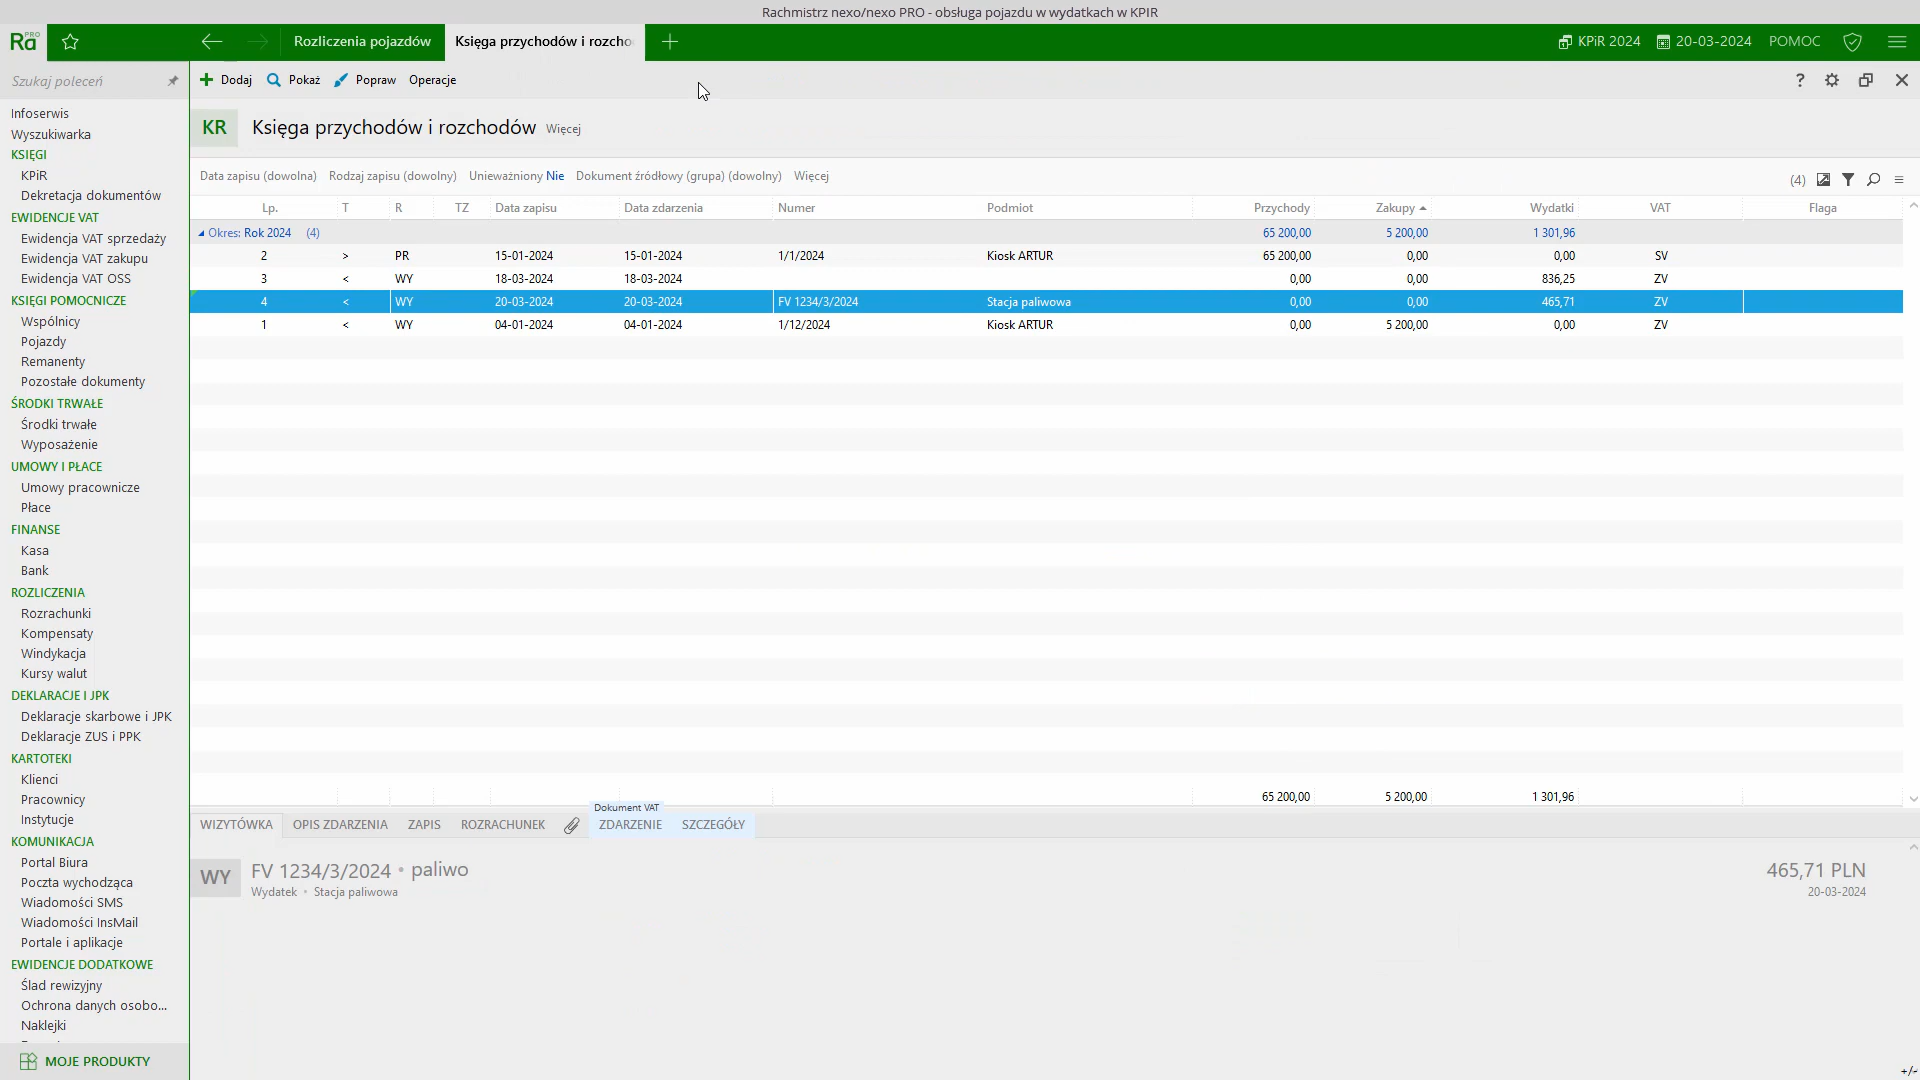 Rachmistrz nexo/nexo PRO - obsługa pojazdu w wydatkach w KPIR
Ra PRO
Rozliczenia pojazdów
Księga przychodów i rozcho
KPiR 2024
20-03-2024
POMOC
Szukaj poleceń
Dodaj Pokaż Popraw Operacje
?
Infoserwis
Wyszukiwarka
KSIĘGI
KPiR
Dekretacja dokumentów
EWIDENCJE VAT
Ewidencja VAT sprzedaży
Ewidencja VAT zakupu
Ewidencja VAT OSS
KSIĘGI POMOCNICZE
Wspólnicy
Pojazdy
Remanenty
Pozostałe dokumenty
ŚRODKI TRWAŁE
Środki trwałe
Wyposażenie
UMOWY I PŁACE
Umowy pracownicze
Płace
FINANSE
Kasa
Bank
ROZLICZENIA
Rozrachunki
Kompensaty
Windykacja
Kursy walut
DEKLARACJE I JPK
Deklaracje skarbowe i JPK
Deklaracje ZUS i PPK
KARTOTEKI
Klienci
Pracownicy
Instytucje
KOMUNIKACJA
Portal Biura
Poczta wychodząca
Wiadomości SMS
Wiadomości InsMail
Portale i aplikacje
EWIDENCJE DODATKOWE
Ślad rewizyjny
Ochrona danych osobo...
Naklejki
MOJE PRODUKTY
KR Księga przychodów i rozchodów Więcej
Data zapisu (dowolna) Rodzaj zapisu (dowolny) Unieważniony Nie Dokument źródłowy (grupa) (dowolny) Więcej
(4)
Lp. T R TZ Data zapisu Data zdarzenia Numer Podmiot Przychody Zakupy Wydatki VAT Flaga
Okres: Rok 2024 (4) 65 200,00 5 200,00 1 301,96
2 > PR 15-01-2024 15-01-2024 1/1/2024 Kiosk ARTUR 65 200,00 0,00 0,00 SV
3 < WY 18-03-2024 18-03-2024 0,00 0,00 836,25 ZV
4 < WY 20-03-2024 20-03-2024 FV 1234/3/2024 Stacja paliwowa 0,00 0,00 465,71 ZV
1 < WY 04-01-2024 04-01-2024 1/12/2024 Kiosk ARTUR 0,00 5 200,00 0,00 ZV
65 200,00 5 200,00 1 301,96
Dokument VAT
WIZYTÓWKA OPIS ZDARZENIA ZAPIS ROZRACHUNEK ZDARZENIE SZCZEGÓŁY
WY FV 1234/3/2024 • paliwo 465,71 PLN
Wydatek • Stacja paliwowa 20-03-2024
+/-